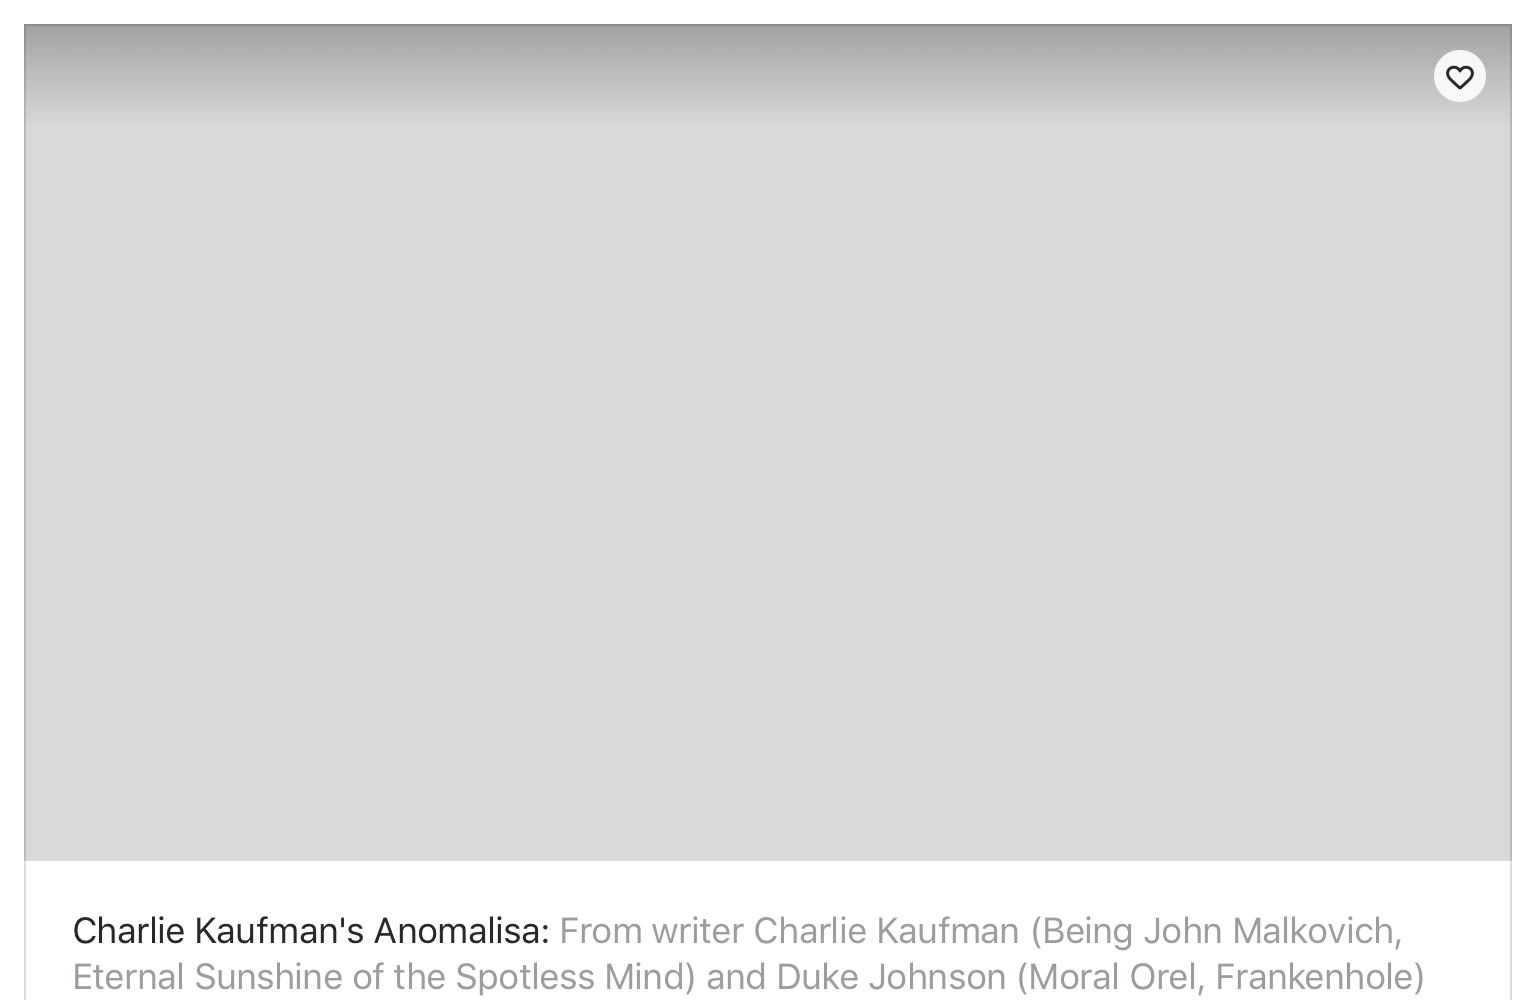 Charlie Kaufman's Anomalisa: From writer Charlie Kaufman (Being John Malkovich,
Eternal Sunshine of the Spotless Mind) and Duke Johnson (Moral Orel, Frankenhole)